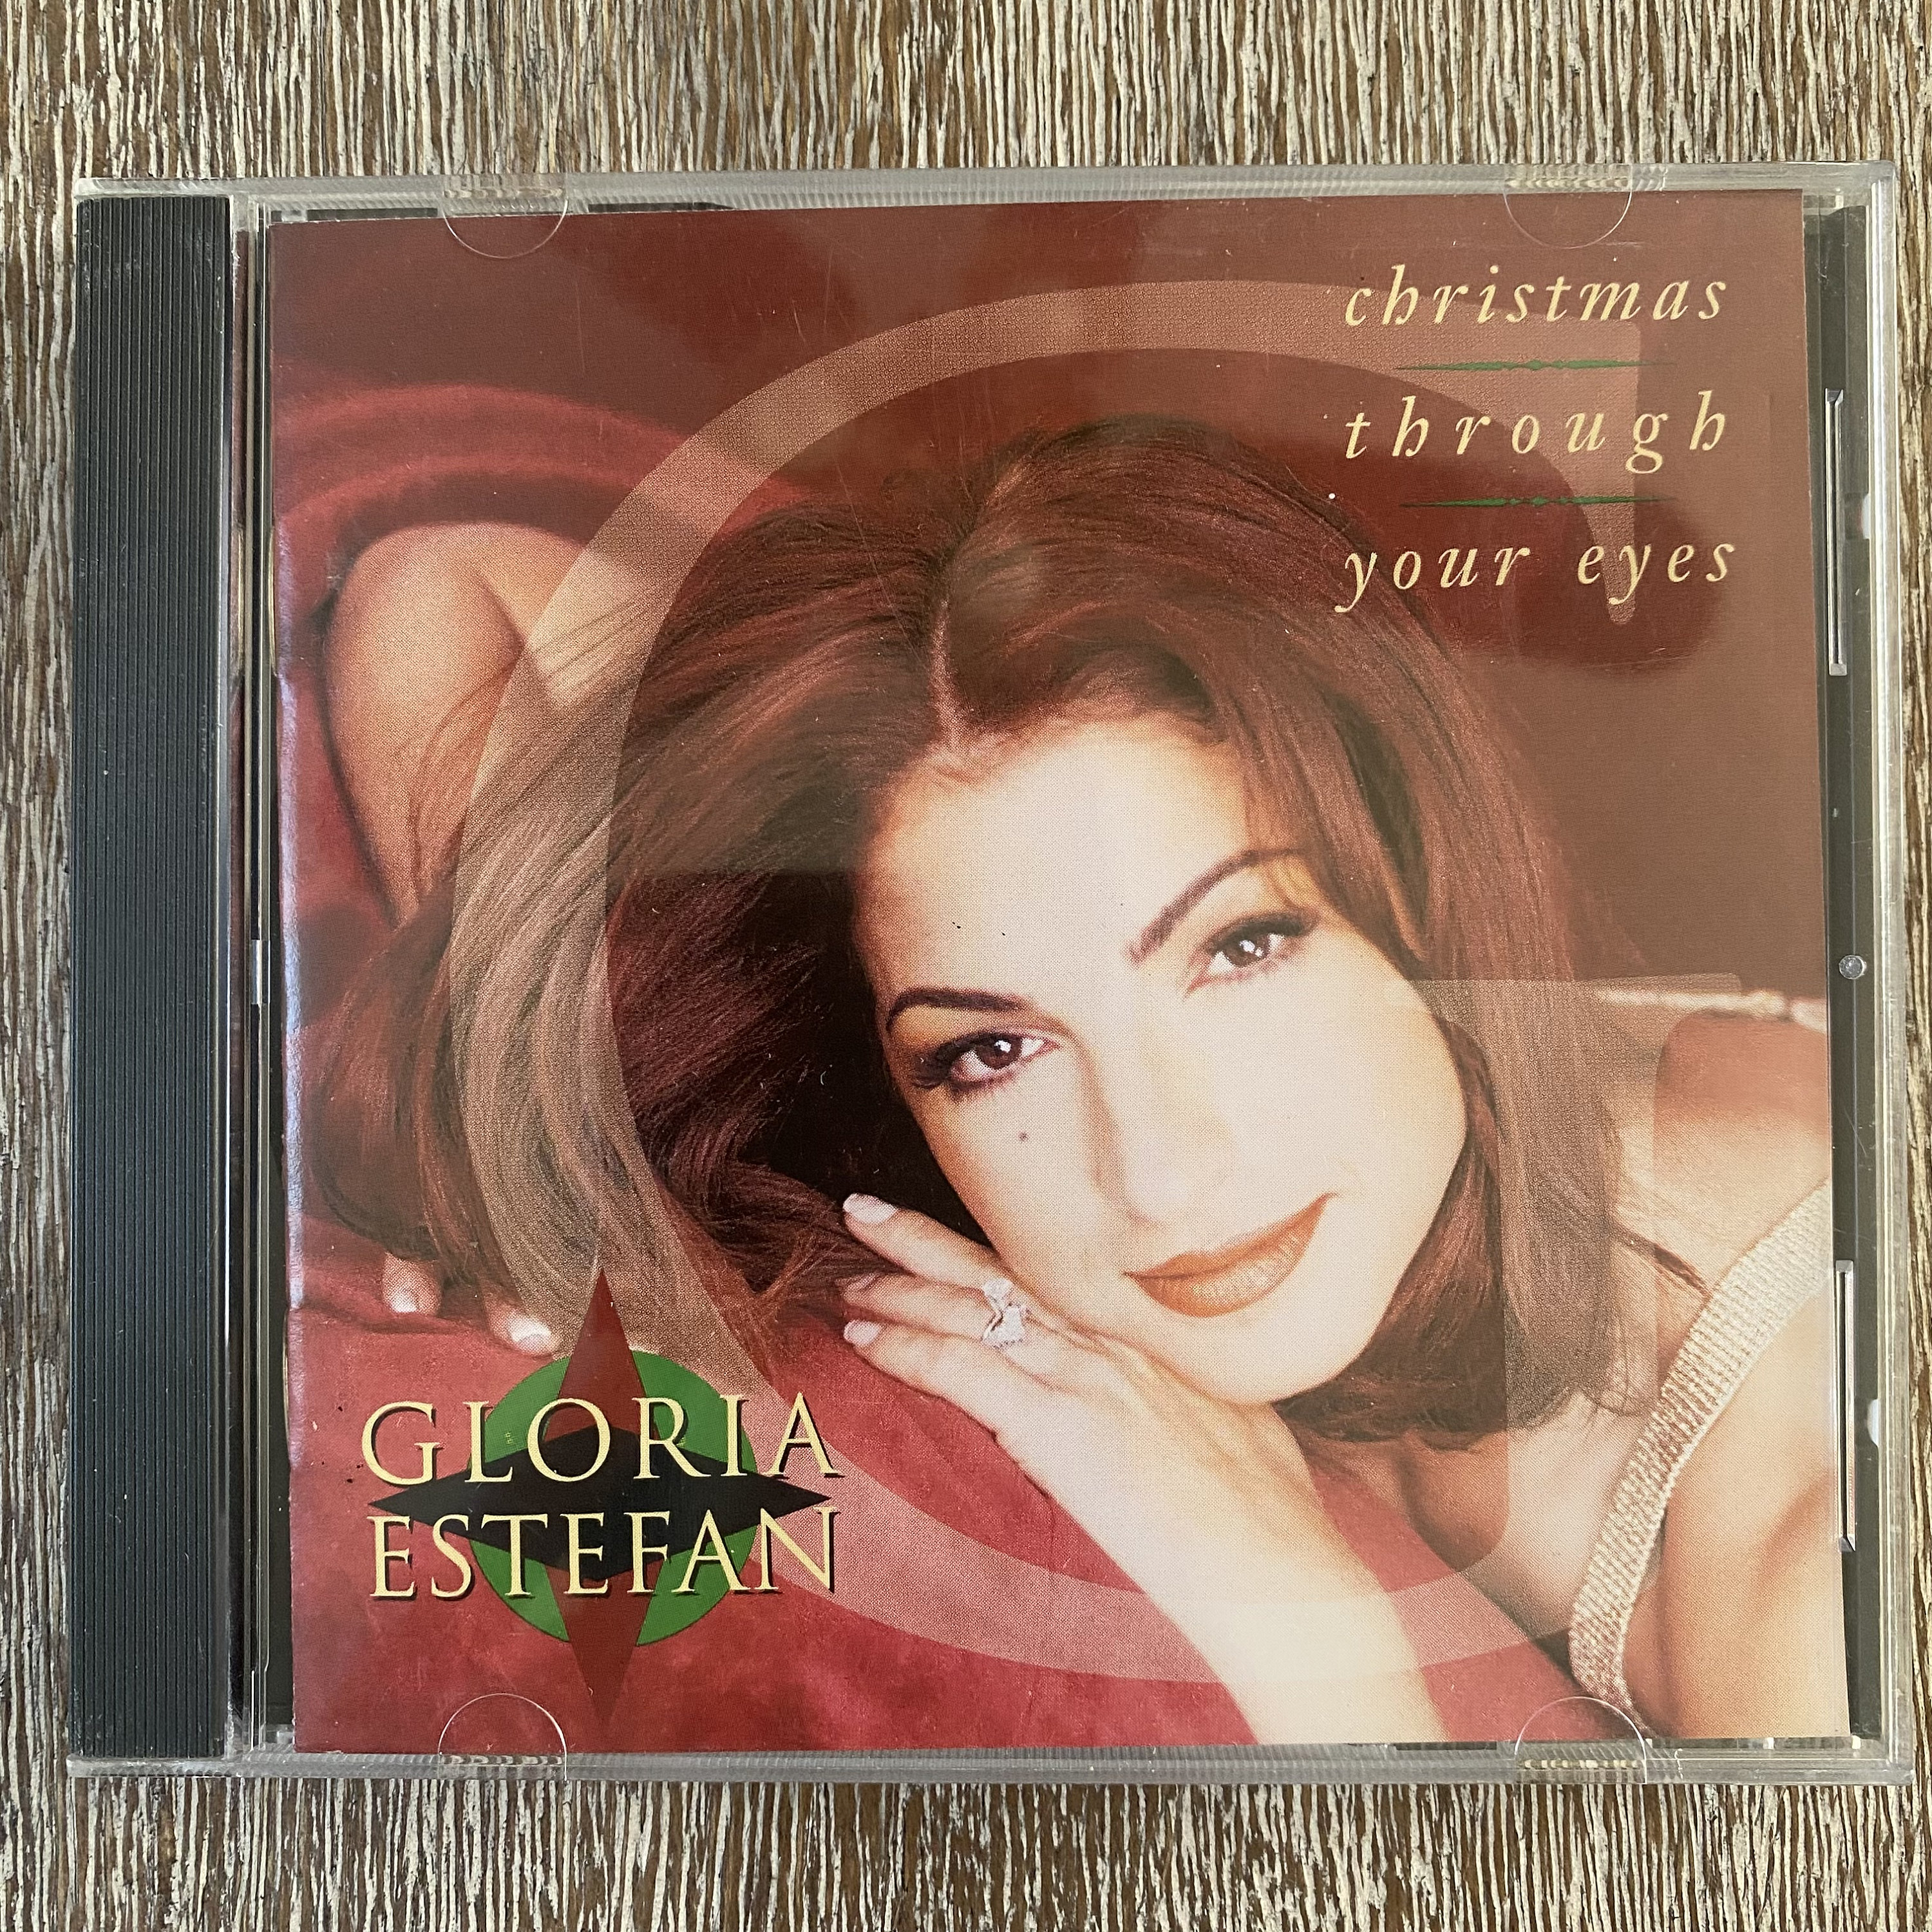 christmas
through
your eyes
GLORIA
ESTEFAN